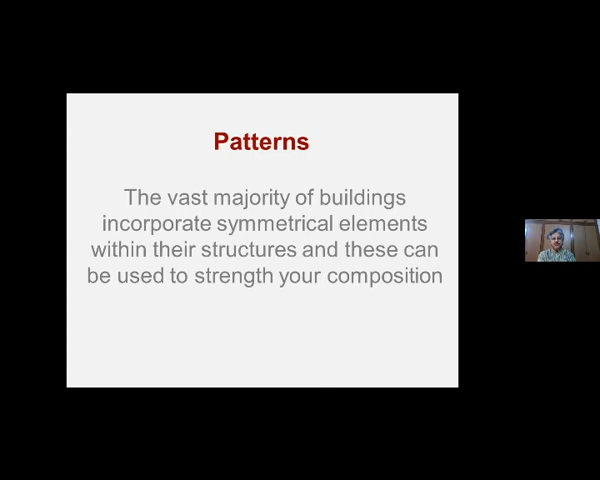 Patterns
The vast majority of buildings
incorporate symmetrical elements
within their structures and these can
be used to strength your composition